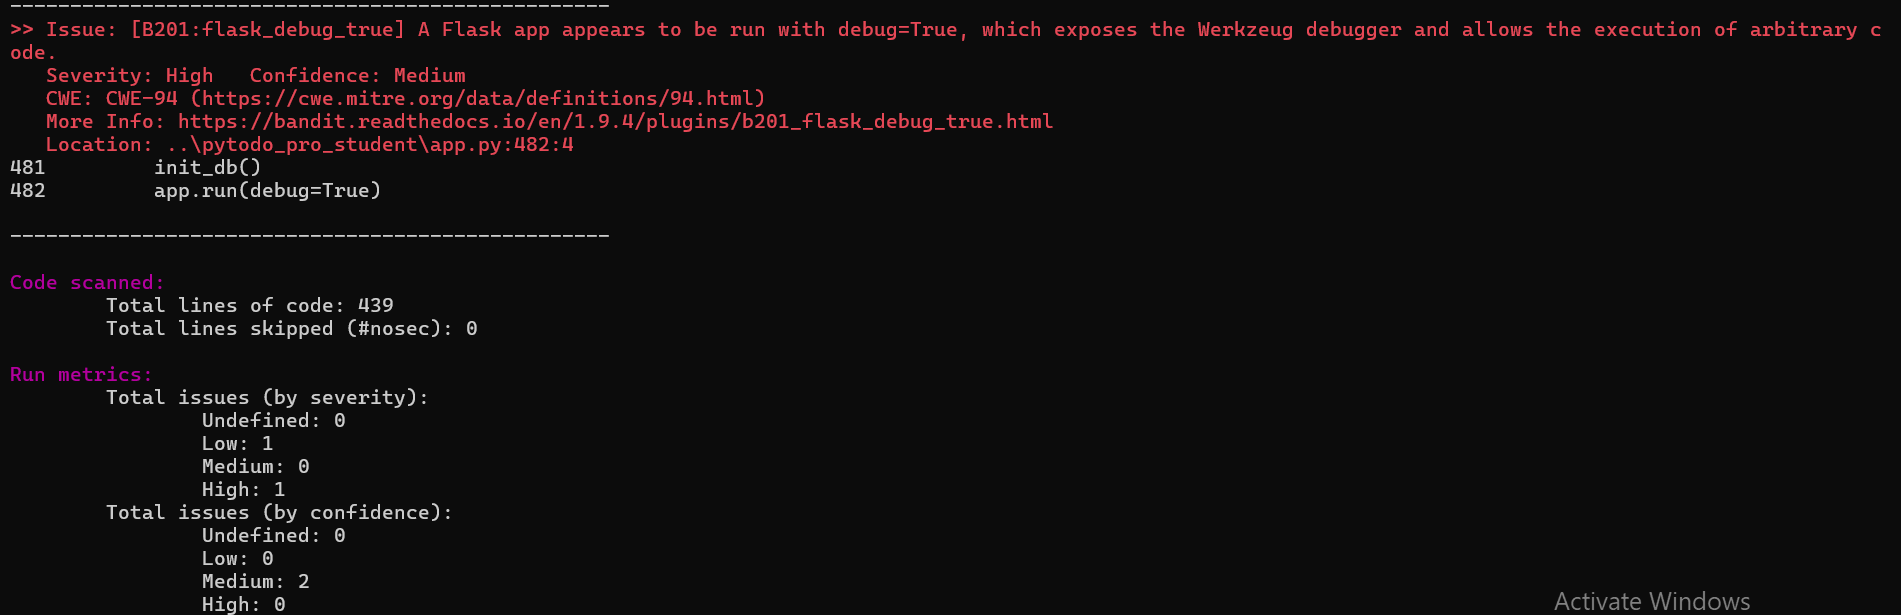 --------------------------------------------------
>> Issue: [B201:flask_debug_true] A Flask app appears to be run with debug=True, which exposes the Werkzeug debugger and allows the execution of arbitrary c
ode.
   Severity: High   Confidence: Medium
   CWE: CWE-94 (https://cwe.mitre.org/data/definitions/94.html)
   More Info: https://bandit.readthedocs.io/en/1.9.4/plugins/b201_flask_debug_true.html
   Location: ..\pytodo_pro_student\app.py:482:4
481         init_db()
482         app.run(debug=True)
--------------------------------------------------
Code scanned:
        Total lines of code: 439
        Total lines skipped (#nosec): 0
Run metrics:
        Total issues (by severity):
                Undefined: 0
                Low: 1
                Medium: 0
                High: 1
        Total issues (by confidence):
                Undefined: 0
                Low: 0
                Medium: 2
                High: 0
Activate Windows